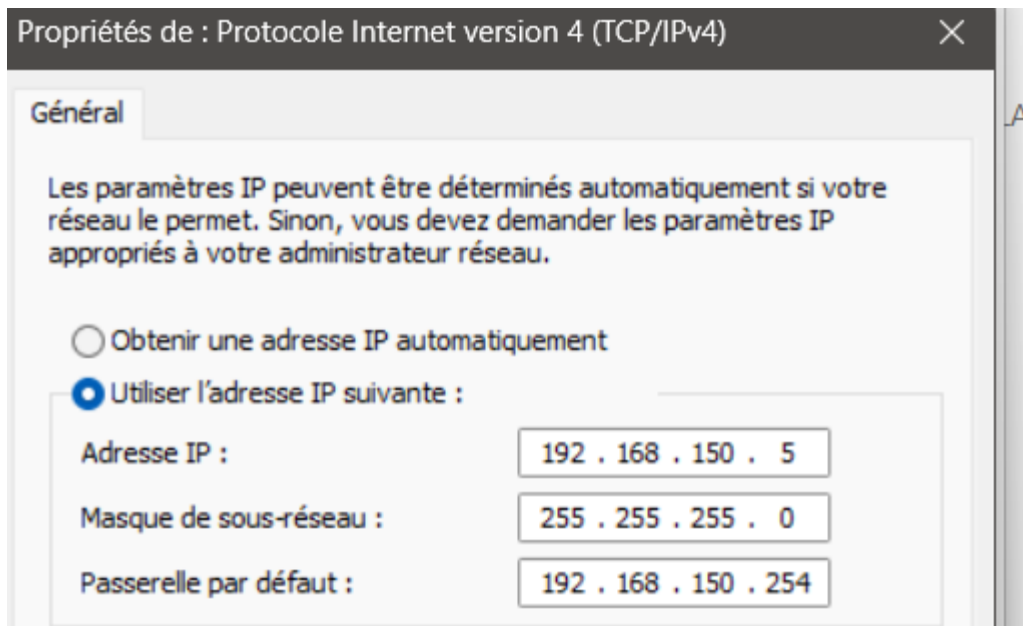 Propriétés de : Protocole Internet version 4 (TCP/IPv4)
Général
Les paramètres IP peuvent être déterminés automatiquement si votre
réseau le permet. Sinon, vous devez demander les paramètres IP
appropriés à votre administrateur réseau.
Obtenir une adresse IP automatiquement
Utiliser l'adresse IP suivante :
Adresse IP : 192 . 168 . 150 . 5
Masque de sous-réseau : 255 . 255 . 255 . 0
Passerelle par défaut : 192 . 168 . 150 . 254